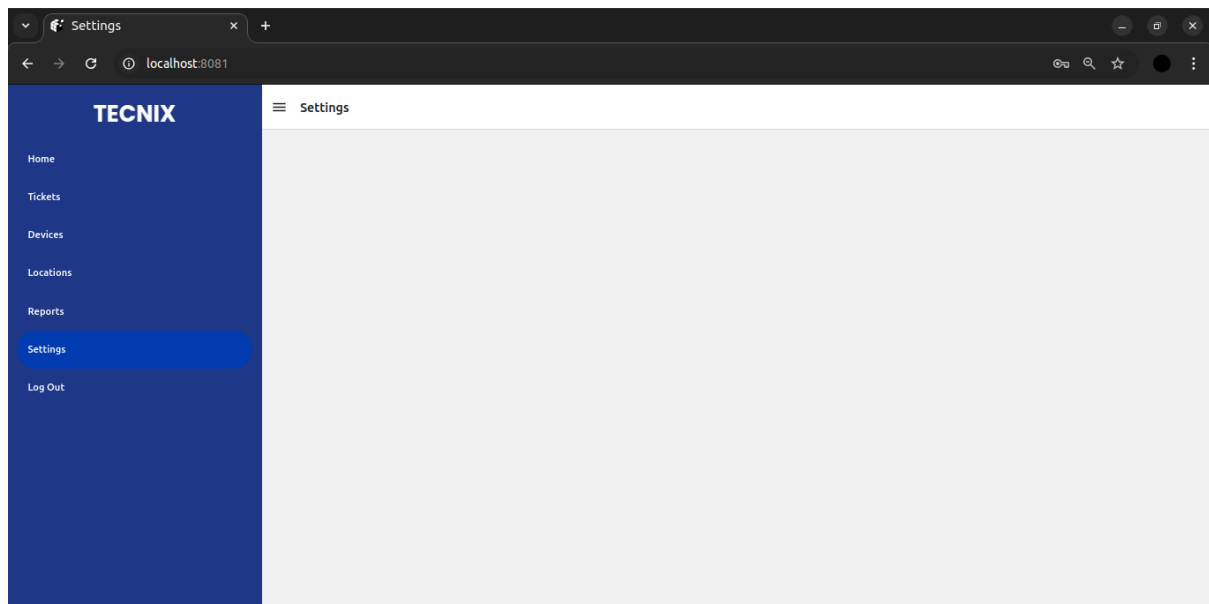 Settings
localhost:8081
TECNIX
Settings
Home
Tickets
Devices
Locations
Reports
Settings
Log Out